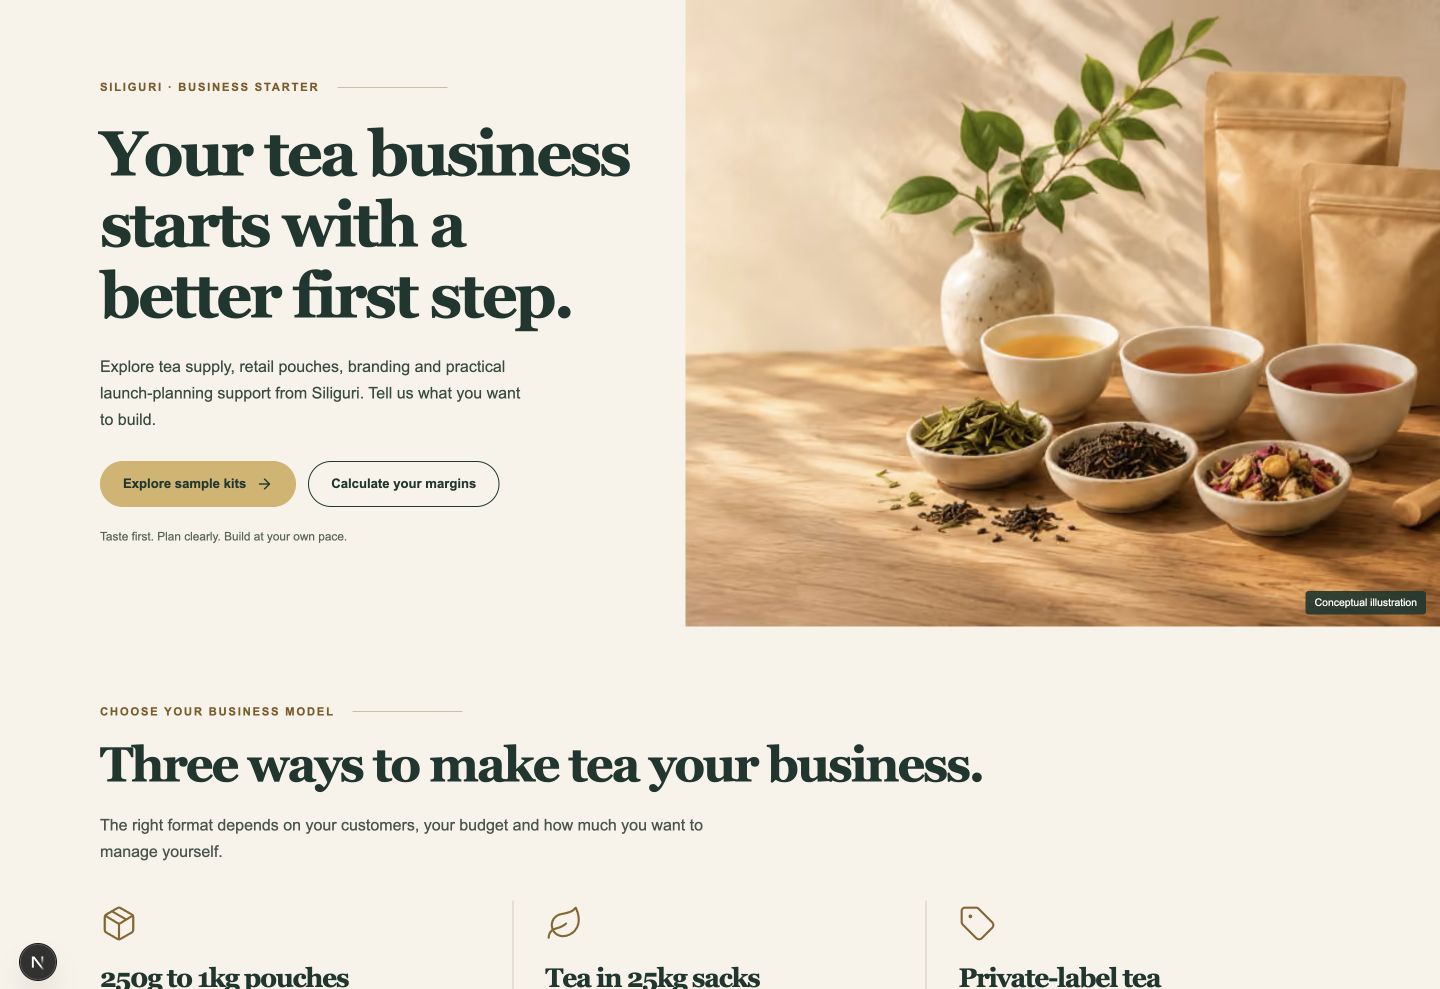 SILIGURI · BUSINESS STARTER
Your tea business
starts with a
better first step.
Explore tea supply, retail pouches, branding and practical
launch-planning support from Siliguri. Tell us what you want
to build.
Explore sample kits →
Calculate your margins
Taste first. Plan clearly. Build at your own pace.
Conceptual illustration
CHOOSE YOUR BUSINESS MODEL
Three ways to make tea your business.
The right format depends on your customers, your budget and how much you want to
manage yourself.
250g to 1kg pouches
Tea in 25kg sacks
Private-label tea
N